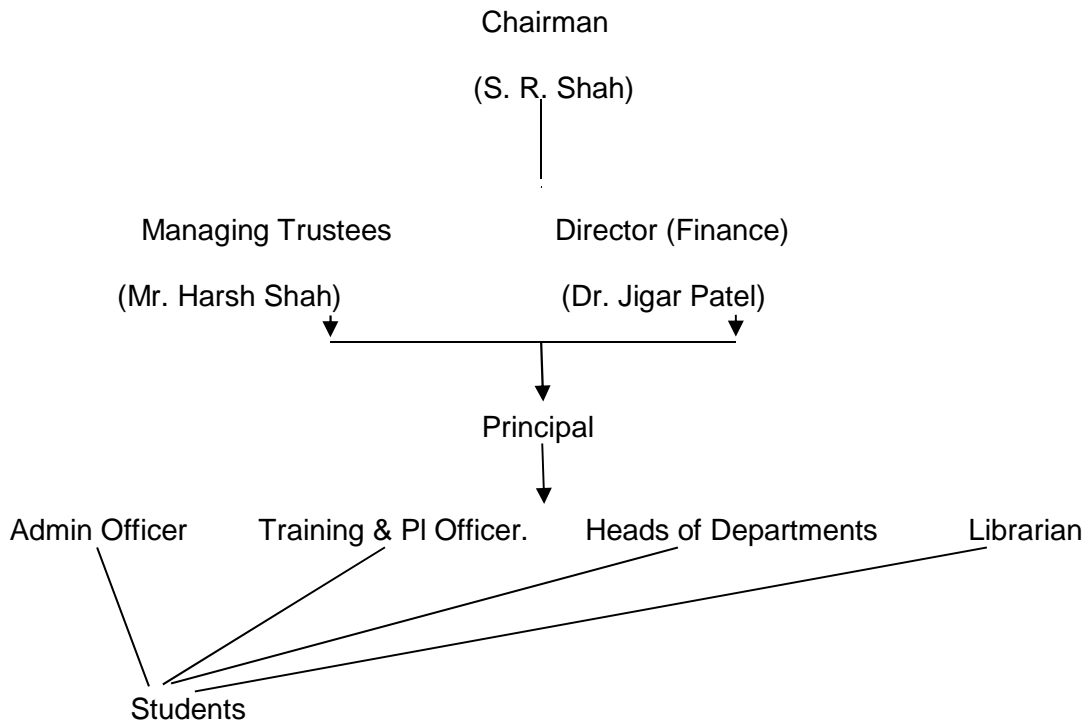 Chairman
(S. R. Shah)
Managing Trustees Director (Finance)
(Mr. Harsh Shah) (Dr. Jigar Patel)
Principal
Admin Officer Training & Pl Officer. Heads of Departments Librarian
Students